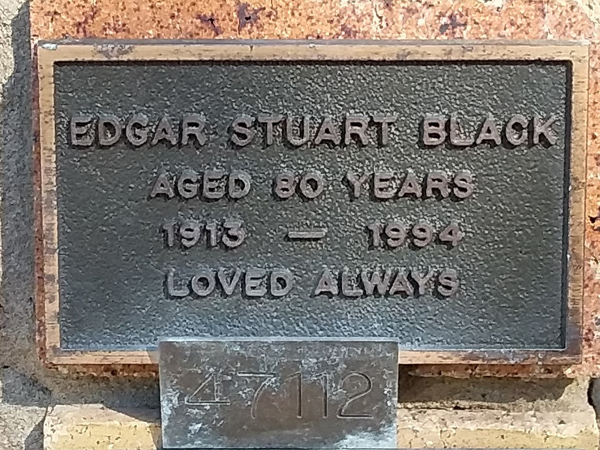 EDGAR STUART BLACK
AGED 80 YEARS
1913 — 1994
LOVED ALWAYS
47112